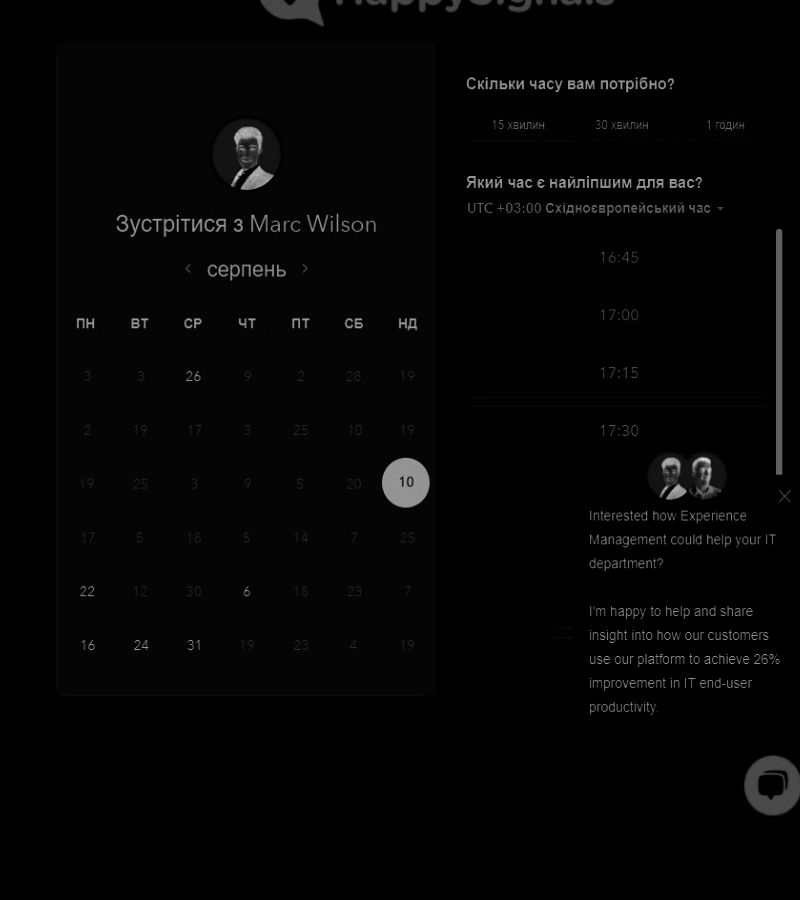 HappySignals
Зустрітися з Marc Wilson
серпень
ПН ВТ СР ЧТ ПТ СБ НД
3 3 26 9 2 28 19
2 19 17 3 25 10 19
19 25 3 9 5 20 10
17 5 18 5 14 7 25
22 12 30 6 18 23 7
16 24 31 19 23 4 19
Скільки часу вам потрібно?
15 хвилин 30 хвилин 1 годин
Який час є найліпшим для вас?
UTC +03:00 Східноєвропейський час
16:45
17:00
17:15
17:30
Interested how Experience
Management could help your IT
department?
I'm happy to help and share
insight into how our customers
use our platform to achieve 26%
improvement in IT end-user
productivity.